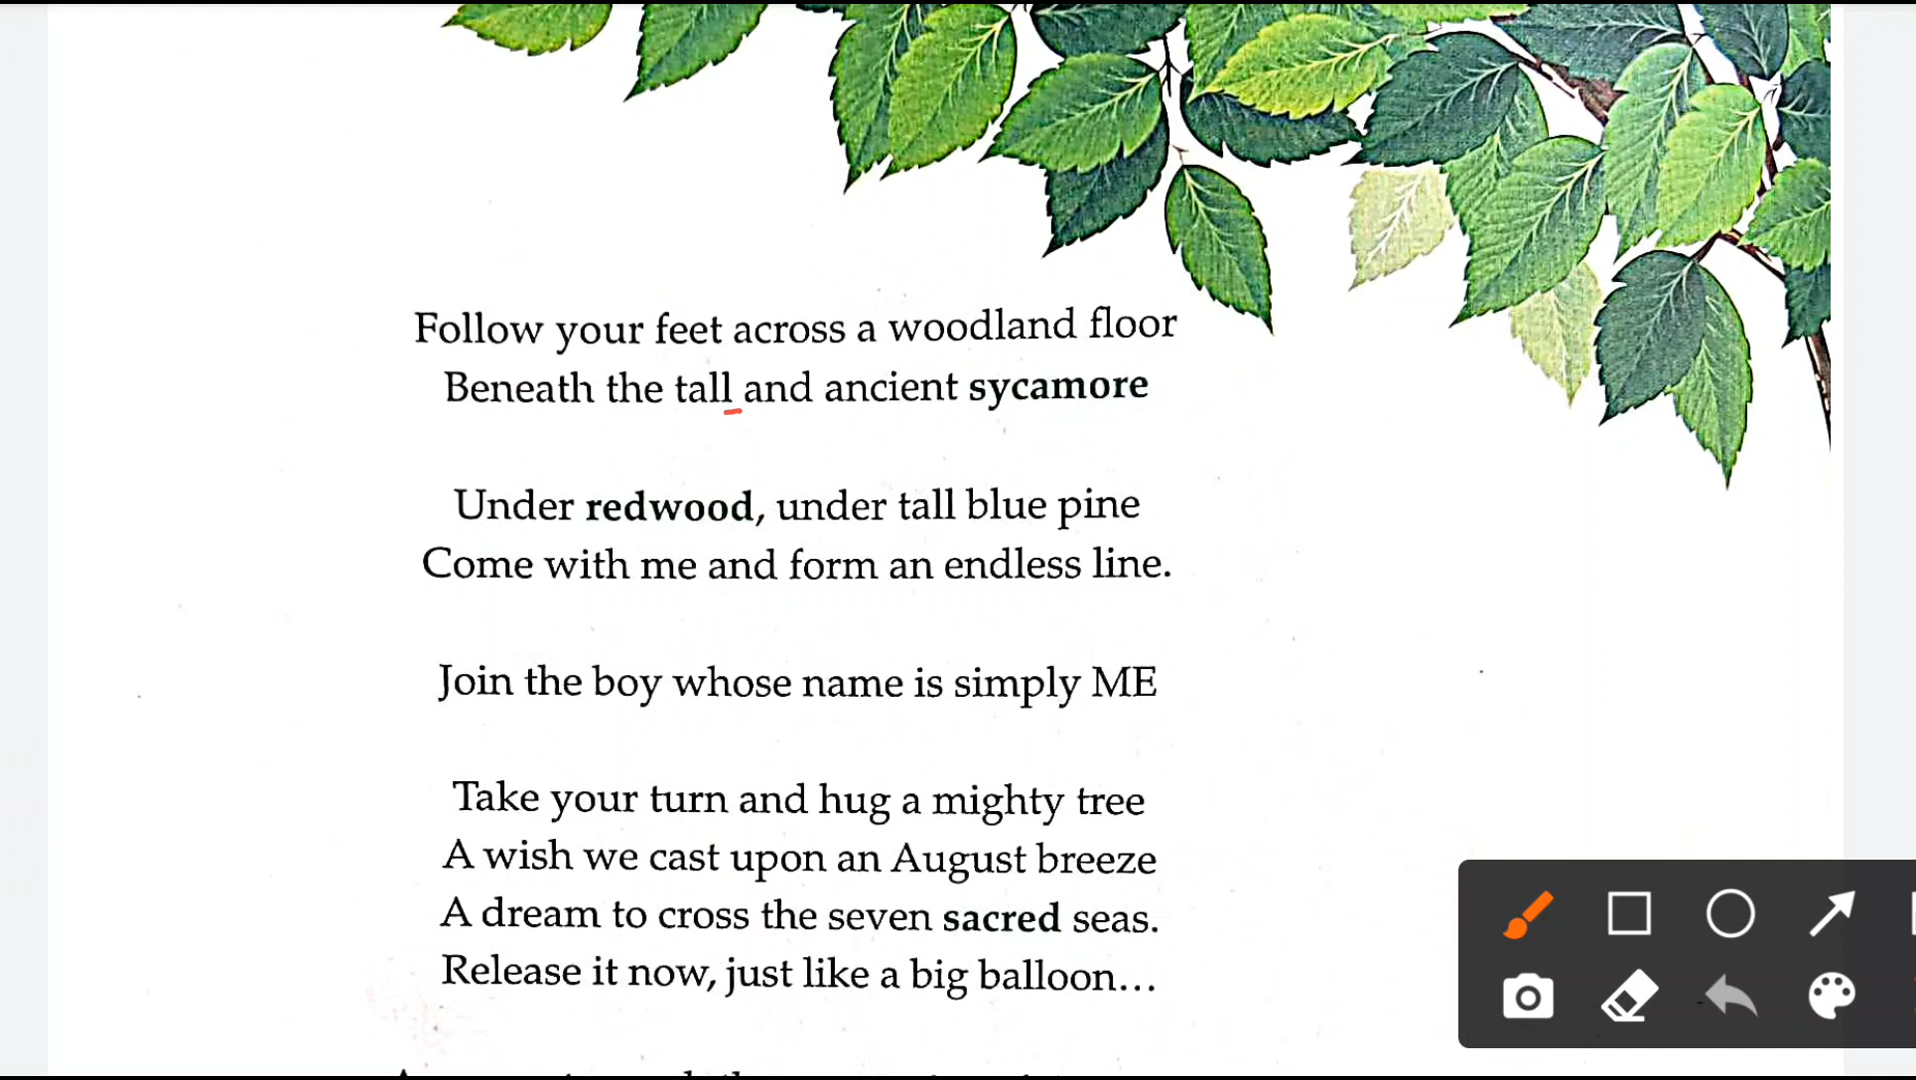 Follow your feet across a woodland floor
Beneath the tall and ancient sycamore
Under redwood, under tall blue pine
Come with me and form an endless line.
Join the boy whose name is simply ME
Take your turn and hug a mighty tree
A wish we cast upon an August breeze
A dream to cross the seven sacred seas.
Release it now, just like a big balloon...